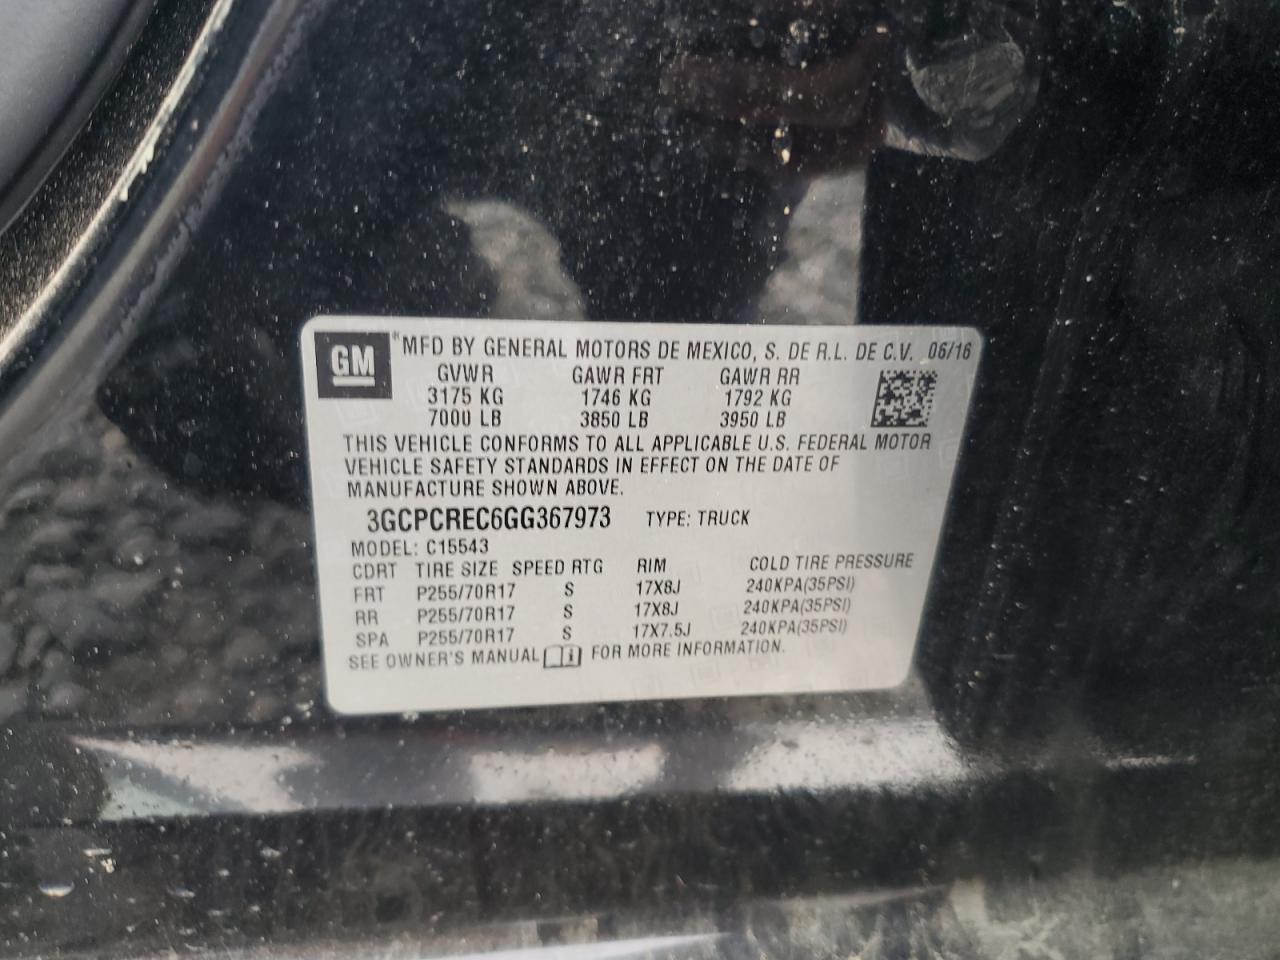 GM ® MFD BY GENERAL MOTORS DE MEXICO, S. DE R.L. DE C.V. 06/16
GVWR GAWR FRT GAWR RR
3175 KG 1746 KG 1792 KG
7000 LB 3850 LB 3950 LB
THIS VEHICLE CONFORMS TO ALL APPLICABLE U.S. FEDERAL MOTOR
VEHICLE SAFETY STANDARDS IN EFFECT ON THE DATE OF
MANUFACTURE SHOWN ABOVE.
3GCPCREC6GG367973 TYPE: TRUCK
MODEL: C15543
CDRT TIRE SIZE SPEED RTG RIM COLD TIRE PRESSURE
FRT P255/70R17 S 17X8J 240KPA(35PSI)
RR P255/70R17 S 17X8J 240KPA(35PSI)
SPA P255/70R17 S 17X7.5J 240KPA(35PSI)
SEE OWNER'S MANUAL FOR MORE INFORMATION.